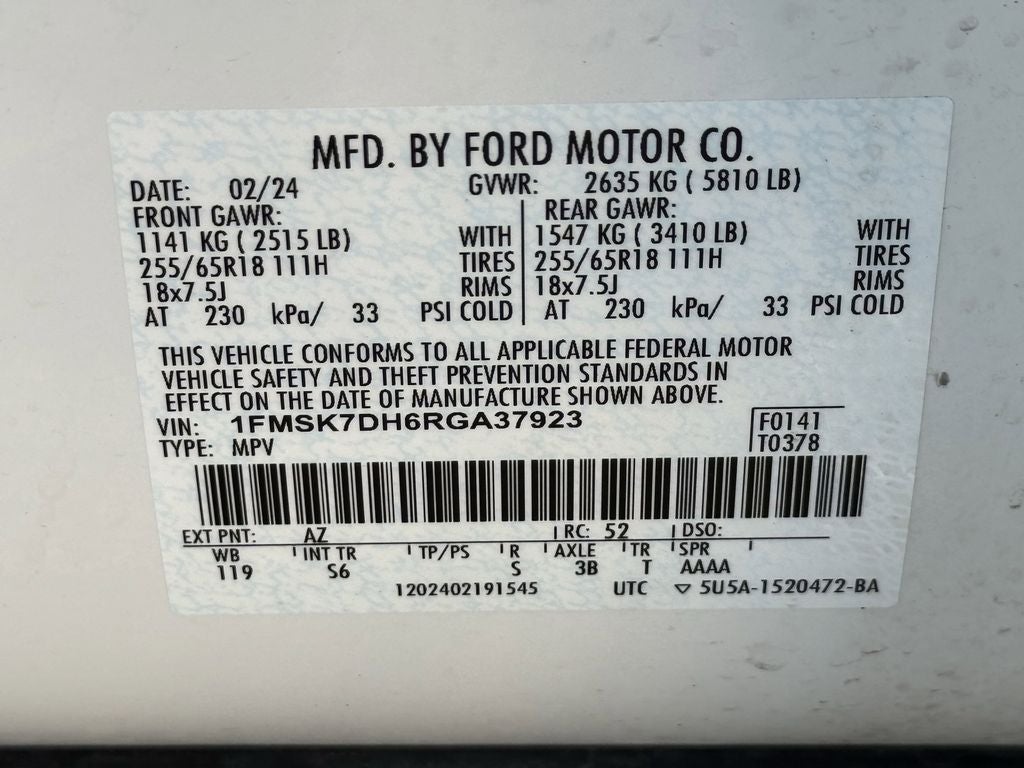 MFD. BY FORD MOTOR CO.
DATE: 02/24 GVWR: 2635 KG ( 5810 LB)
FRONT GAWR: REAR GAWR:
1141 KG ( 2515 LB) WITH 1547 KG ( 3410 LB) WITH
255/65R18 111H TIRES 255/65R18 111H TIRES
18x7.5J RIMS 18x7.5J RIMS
AT 230 kPa/ 33 PSI COLD AT 230 kPa/ 33 PSI COLD
THIS VEHICLE CONFORMS TO ALL APPLICABLE FEDERAL MOTOR
VEHICLE SAFETY AND THEFT PREVENTION STANDARDS IN
EFFECT ON THE DATE OF MANUFACTURE SHOWN ABOVE.
VIN: 1FMSK7DH6RGA37923 F0141
TYPE: MPV T0378
EXT PNT: AZ RC: 52 DSO:
WB INT TR TP/PS R AXLE TR SPR
119 S6 S 3B T AAAA
1202402191545 UTC ▽ 5U5A-1520472-BA